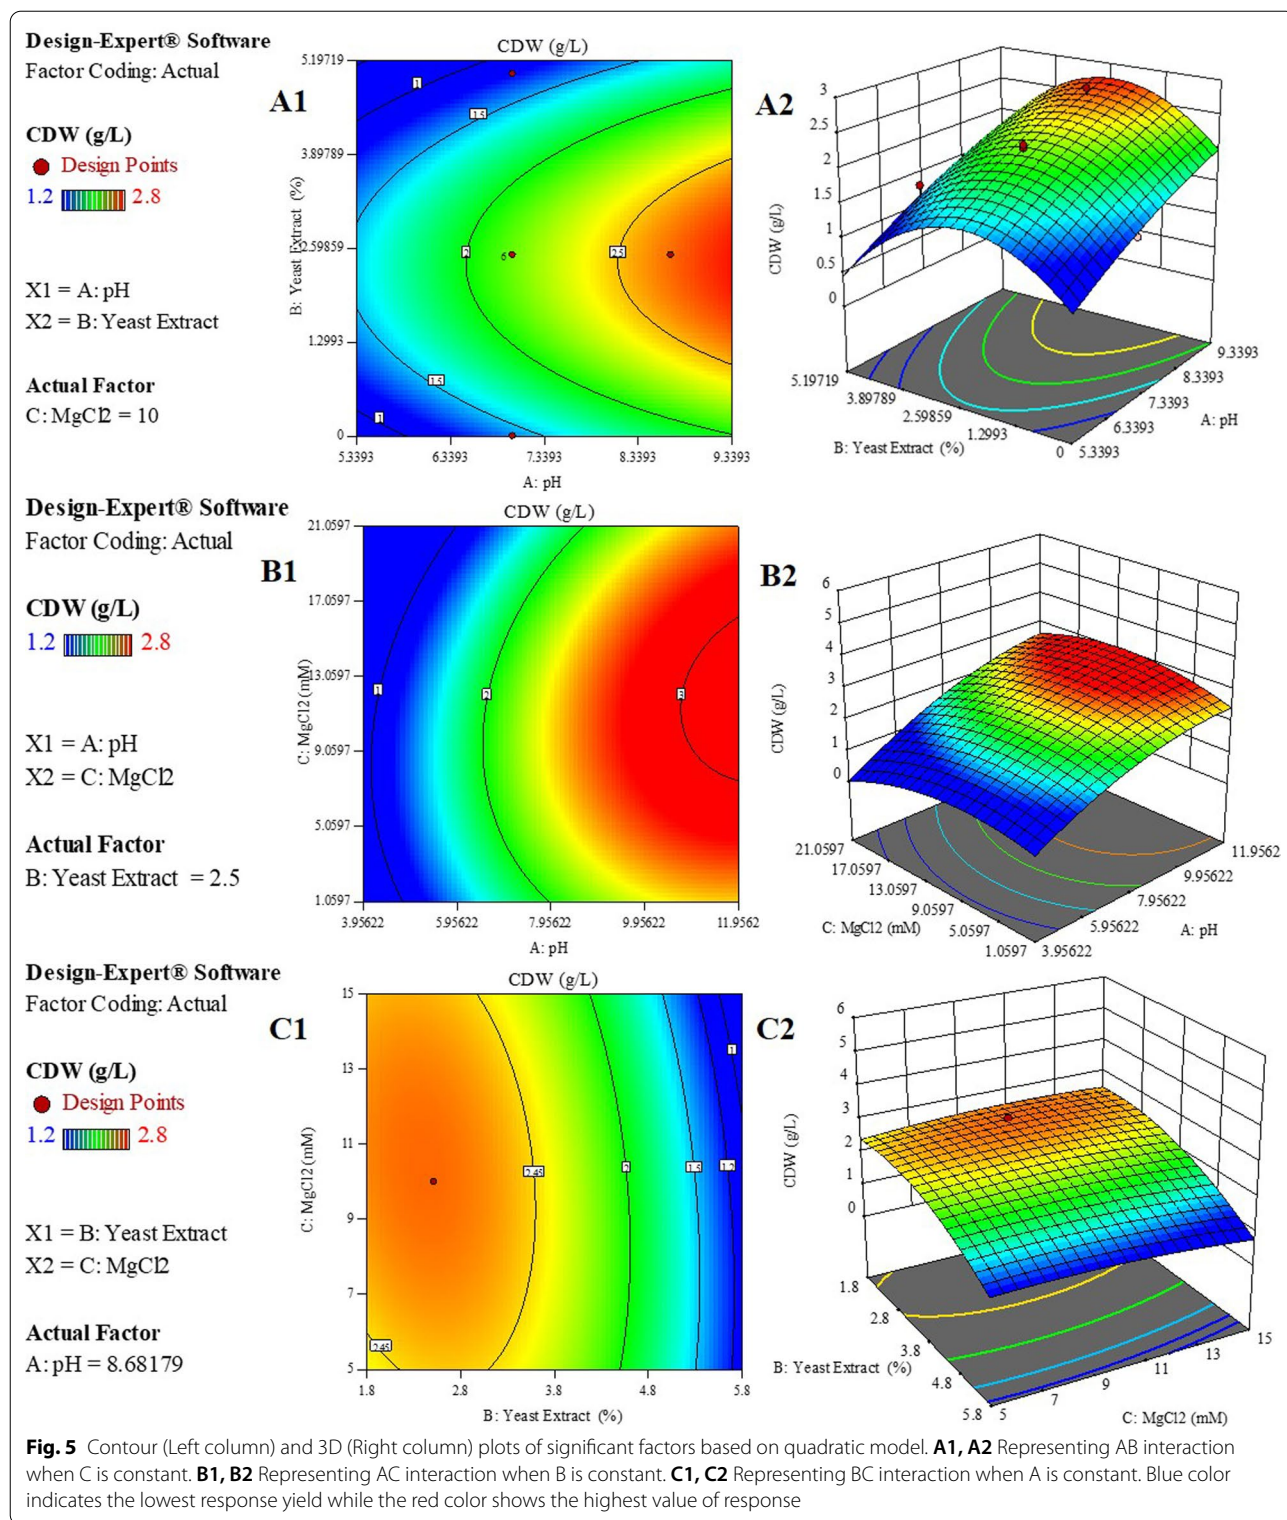 Design-Expert® Software
Factor Coding: Actual
CDW (g/L)
Design Points
1.2 2.8
X1 = A: pH
X2 = B: Yeast Extract
Actual Factor
C: MgCl2 = 10
A1
CDW (g/L)
5.19719
3.89789
2.59859
1.2993
0
B: Yeast Extract (%)
5.3393 6.3393 7.3393 8.3393 9.3393
A: pH
1
1.5
2
6
2.5
1.5
1
A2
3
2.5
2
1.5
1
0.5
0
CDW (g/L)
5.19719
3.89789
2.59859
1.2993
0
B: Yeast Extract (%)
9.3393
8.3393
7.3393
6.3393
5.3393
A: pH
Design-Expert® Software
Factor Coding: Actual
CDW (g/L)
1.2 2.8
X1 = A: pH
X2 = C: MgCl2
Actual Factor
B: Yeast Extract = 2.5
B1
CDW (g/L)
21.0597
17.0597
13.0597
9.0597
5.0597
1.0597
C: MgCl2 (mM)
3.95622 5.95622 7.95622 9.95622 11.9562
A: pH
1
2
3
B2
6
5
4
3
2
1
0
CDW (g/L)
21.0597
17.0597
13.0597
9.0597
5.0597
1.0597
C: MgCl2 (mM)
11.9562
9.95622
7.95622
5.95622
3.95622
A: pH
Design-Expert® Software
Factor Coding: Actual
CDW (g/L)
Design Points
1.2 2.8
X1 = B: Yeast Extract
X2 = C: MgCl2
Actual Factor
A: pH = 8.68179
C1
CDW (g/L)
15
13
11
9
7
5
C: MgCl2 (mM)
1.8 2.8 3.8 4.8 5.8
B: Yeast Extract (%)
1
2.45
2
1.5
1.2
2.45
C2
6
5
4
3
2
1
0
CDW (g/L)
1.8
2.8
3.8
4.8
5.8
B: Yeast Extract (%)
15
13
11
9
7
5
C: MgCl2 (mM)
Fig. 5 Contour (Left column) and 3D (Right column) plots of significant factors based on quadratic model. A1, A2 Representing AB interaction
when C is constant. B1, B2 Representing AC interaction when B is constant. C1, C2 Representing BC interaction when A is constant. Blue color
indicates the lowest response yield while the red color shows the highest value of response